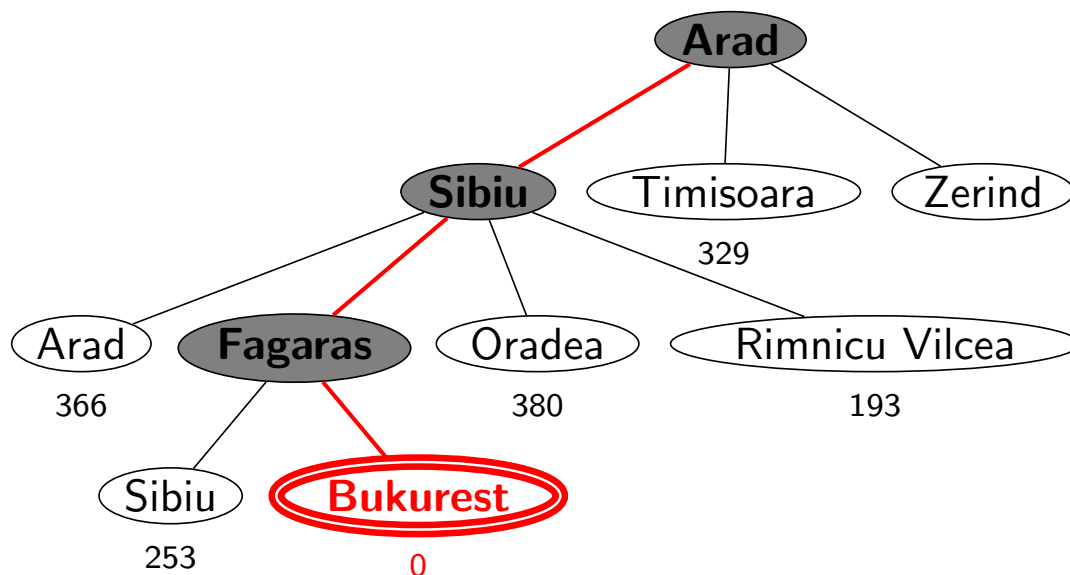 Arad
Sibiu Timisoara Zerind
329
Arad Fagaras Oradea Rimnicu Vilcea
366 380 193
Sibiu Bukurest
253 0